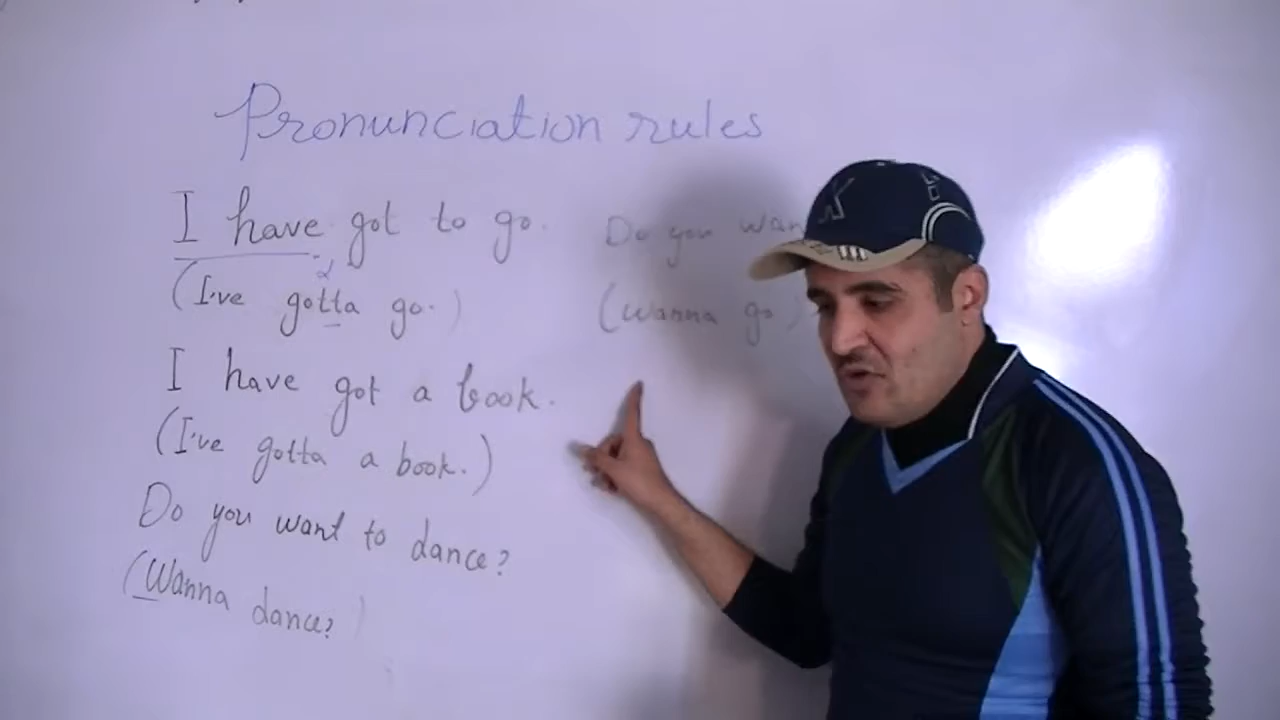 Pronunciation rules
I have got to go.
(I've gotta go.)
d
I have got a book.
(I've gotta a book.)
Do you want to dance?
(Wanna dance?)
Do you
(Wanna go)